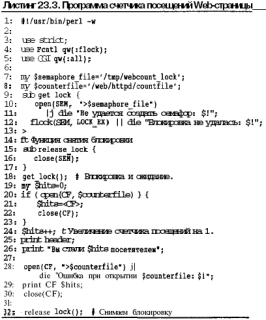 Листинг 23.3. Программа счетчика посещений Web-страницы
1: #!/usr/bin/perl -w
2:
3: use strict;
4: use Fcntl qw(:flock);
5: use CGI qw(:all);
6:
7: my $semaphore_file='/tmp/webcount_lock';
8: my $counterfile='/web/httpd/countfile';
9: sub get lock {
10: open(SEM, ">$semaphore_file")
11: |j die "Не удается создать семафор: $!";
12: flock(SEM, LOCK_EX) || die "Блокировка не удалась: $!";
13: >
14: ft Функция снятия блокировки
15: sub release_lock {
16: close(SEM);
17: }
18: get_lock(); # Блокировка и ожидание.
19: my $hits=0;
20: if ( open(CF, $counterfile) ) {
21: $hits=<CF>;
22: close(CF);
23: }
24: $hits++; t Увеличение счетчика посещений на 1.
25: print header;
26: print "Вы стали $hits посетителем";
27:
28: open(CF, ">$counterfile") j|
die "Ошибка при открытии $counterfile: $!";
29: print CF $hits;
30: close(CF);
31:
32: release lock(); # Снимаем блокировку